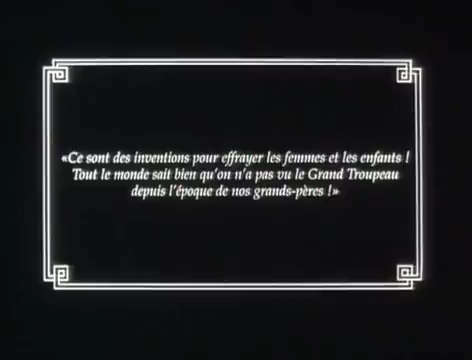 «Ce sont des inventions pour effrayer les femmes et les enfants !
Tout le monde sait bien qu'on n'a pas vu le Grand Troupeau
depuis l'époque de nos grands-pères !»